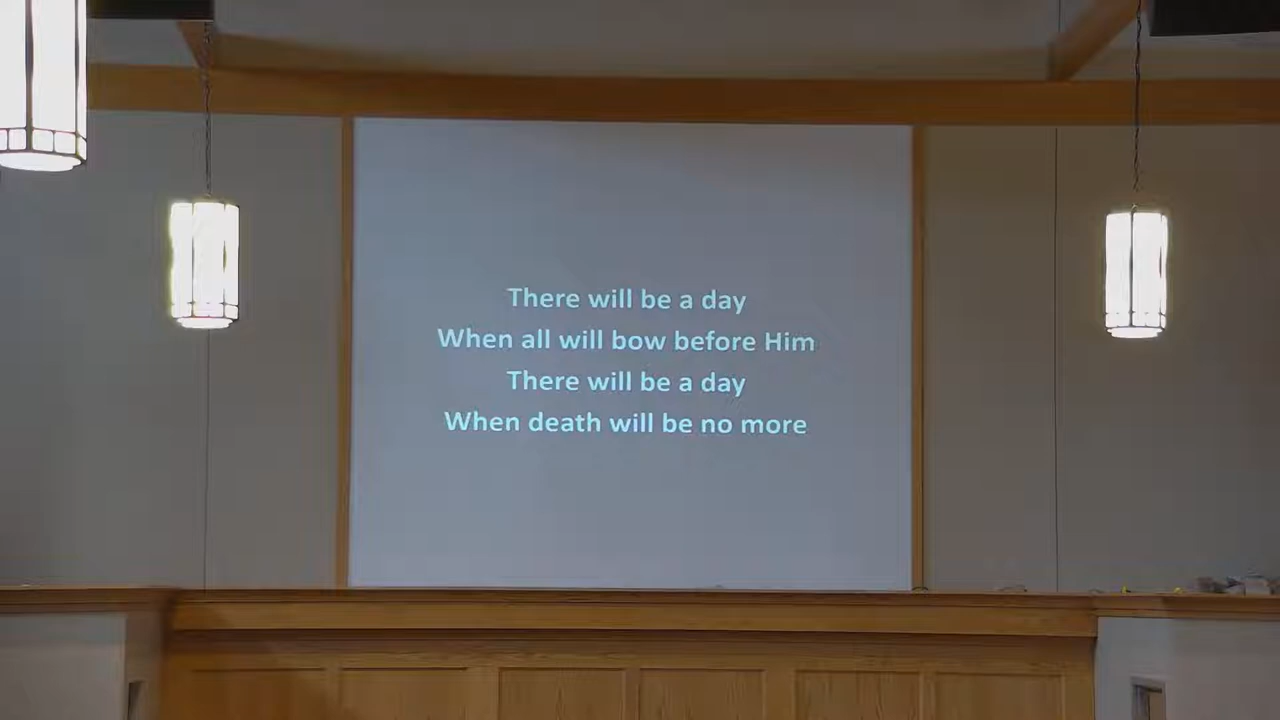 There will be a day
When all will bow before Him
There will be a day
When death will be no more